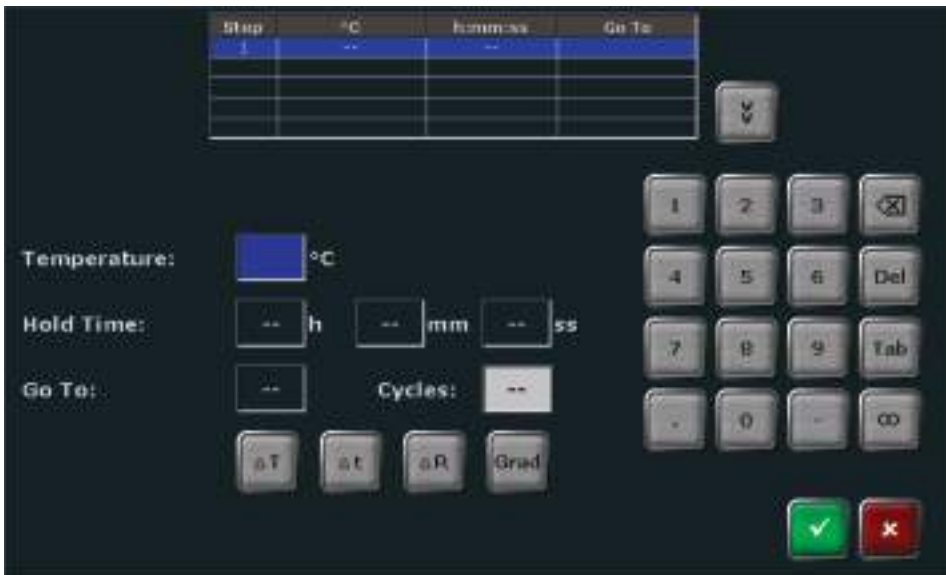 Step °C h:mm:ss Go To
1 -- --
1 2 3
Temperature: °C
4 5 6 Del
Hold Time: -- h -- mm -- ss
7 8 9 Tab
Go To: -- Cycles: --
. 0 - ∞
△T △t △R Grad